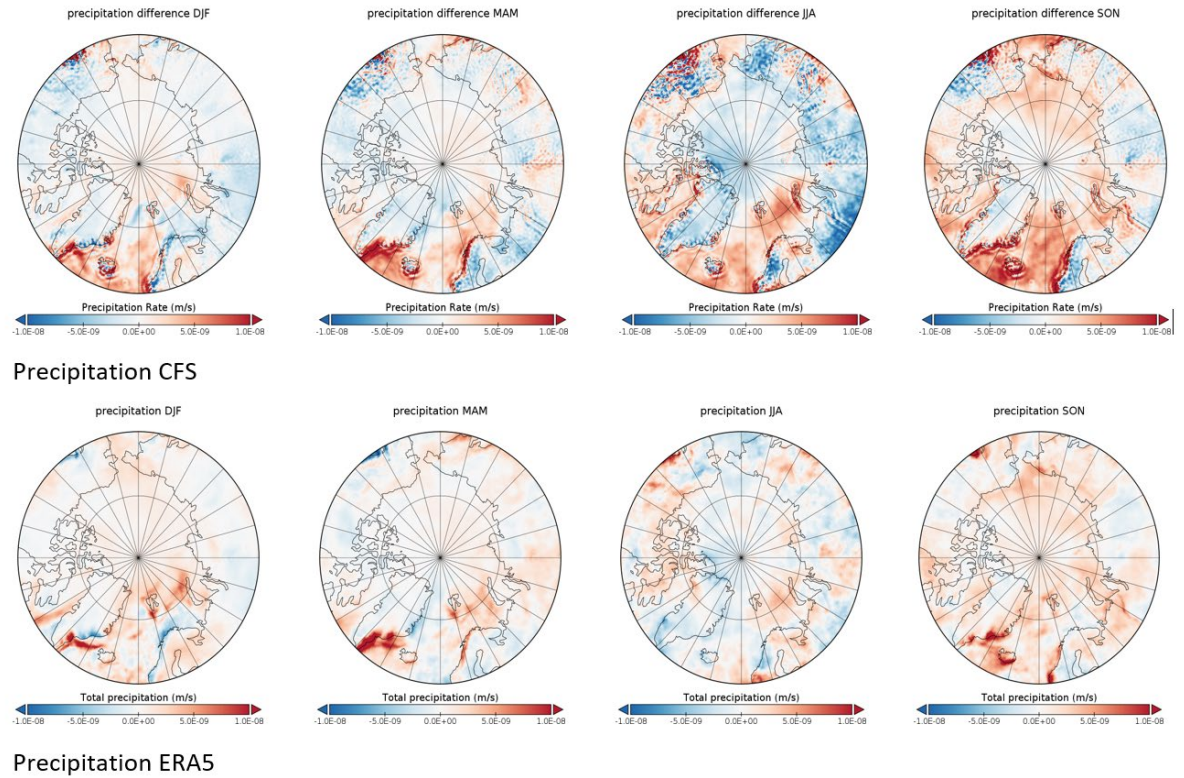 precipitation difference DJF precipitation difference MAM precipitation difference JJA precipitation difference SON
Precipitation Rate (m/s) Precipitation Rate (m/s) Precipitation Rate (m/s) Precipitation Rate (m/s)
-1.0E-08 -5.0E-09 0.0E+00 5.0E-09 1.0E-08 -1.0E-08 -5.0E-09 0.0E+00 5.0E-09 1.0E-08 -1.0E-08 -5.0E-09 0.0E+00 5.0E-09 1.0E-08 -1.0E-08 -5.0E-09 0.0E+00 5.0E-09 1.0E-08
Precipitation CFS
precipitation DJF precipitation MAM precipitation JJA precipitation SON
Total precipitation (m/s) Total precipitation (m/s) Total precipitation (m/s) Total precipitation (m/s)
-1.0E-08 -5.0E-09 0.0E+00 5.0E-09 1.0E-08 -1.0E-08 -5.0E-09 0.0E+00 5.0E-09 1.0E-08 -1.0E-08 -5.0E-09 0.0E+00 5.0E-09 1.0E-08 -1.0E-08 -5.0E-09 0.0E+00 5.0E-09 1.0E-08
Precipitation ERA5